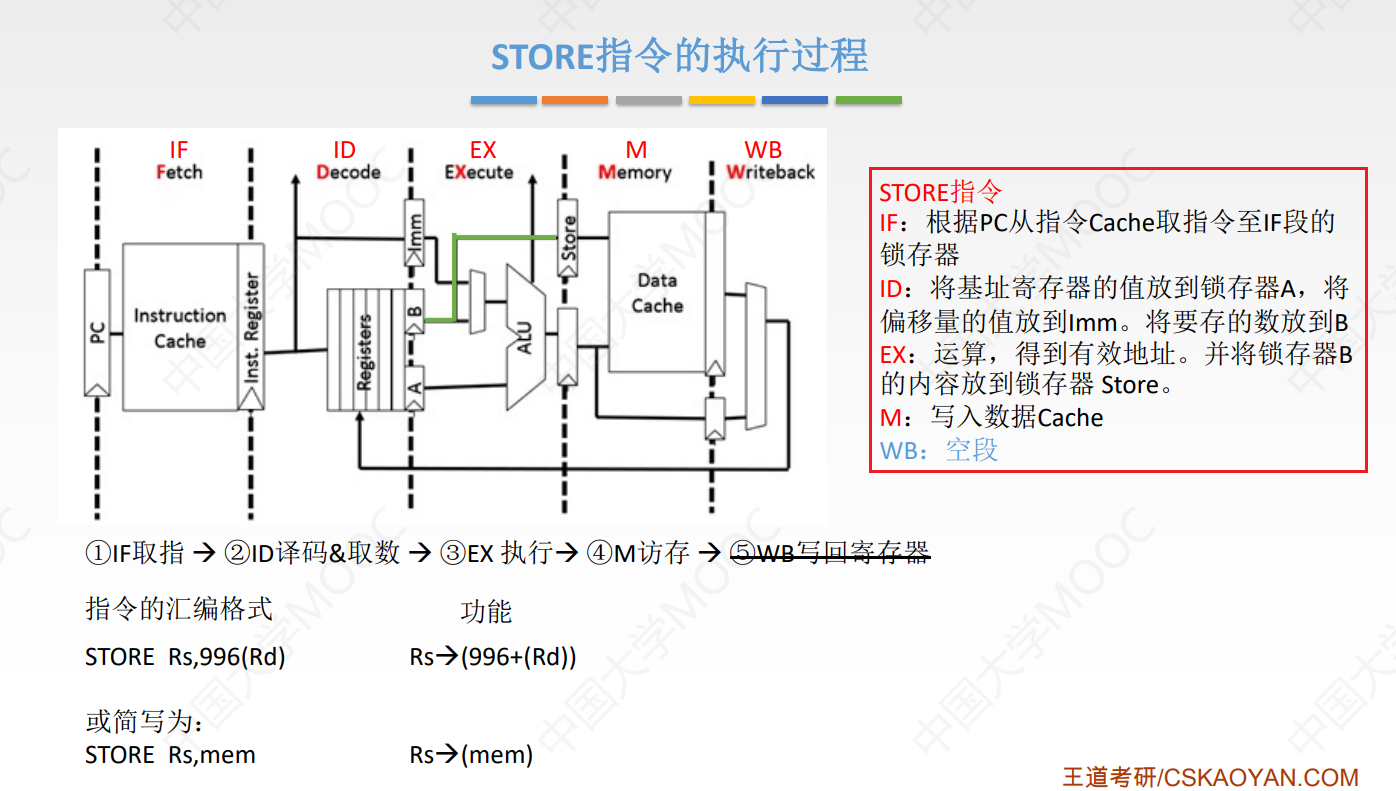 STORE指令的执行过程
IF ID EX M WB
Fetch Decode EXecute Memory Writeback
PC
Instruction
Cache
Inst. Register
Registers
Imm
B
A
ALU
Store
Data
Cache
STORE指令
IF：根据PC从指令Cache取指令至IF段的
锁存器
ID：将基址寄存器的值放到锁存器A，将
偏移量的值放到Imm。将要存的数放到B
EX：运算，得到有效地址。并将锁存器B
的内容放到锁存器 Store。
M：写入数据Cache
WB：空段
①IF取指 → ②ID译码&取数 → ③EX 执行→ ④M访存 → ⑤WB写回寄存器
指令的汇编格式 功能
STORE Rs,996(Rd) Rs→(996+(Rd))
或简写为：
STORE Rs,mem Rs→(mem)
王道考研/CSKAOYAN.COM
中国大学MOOC